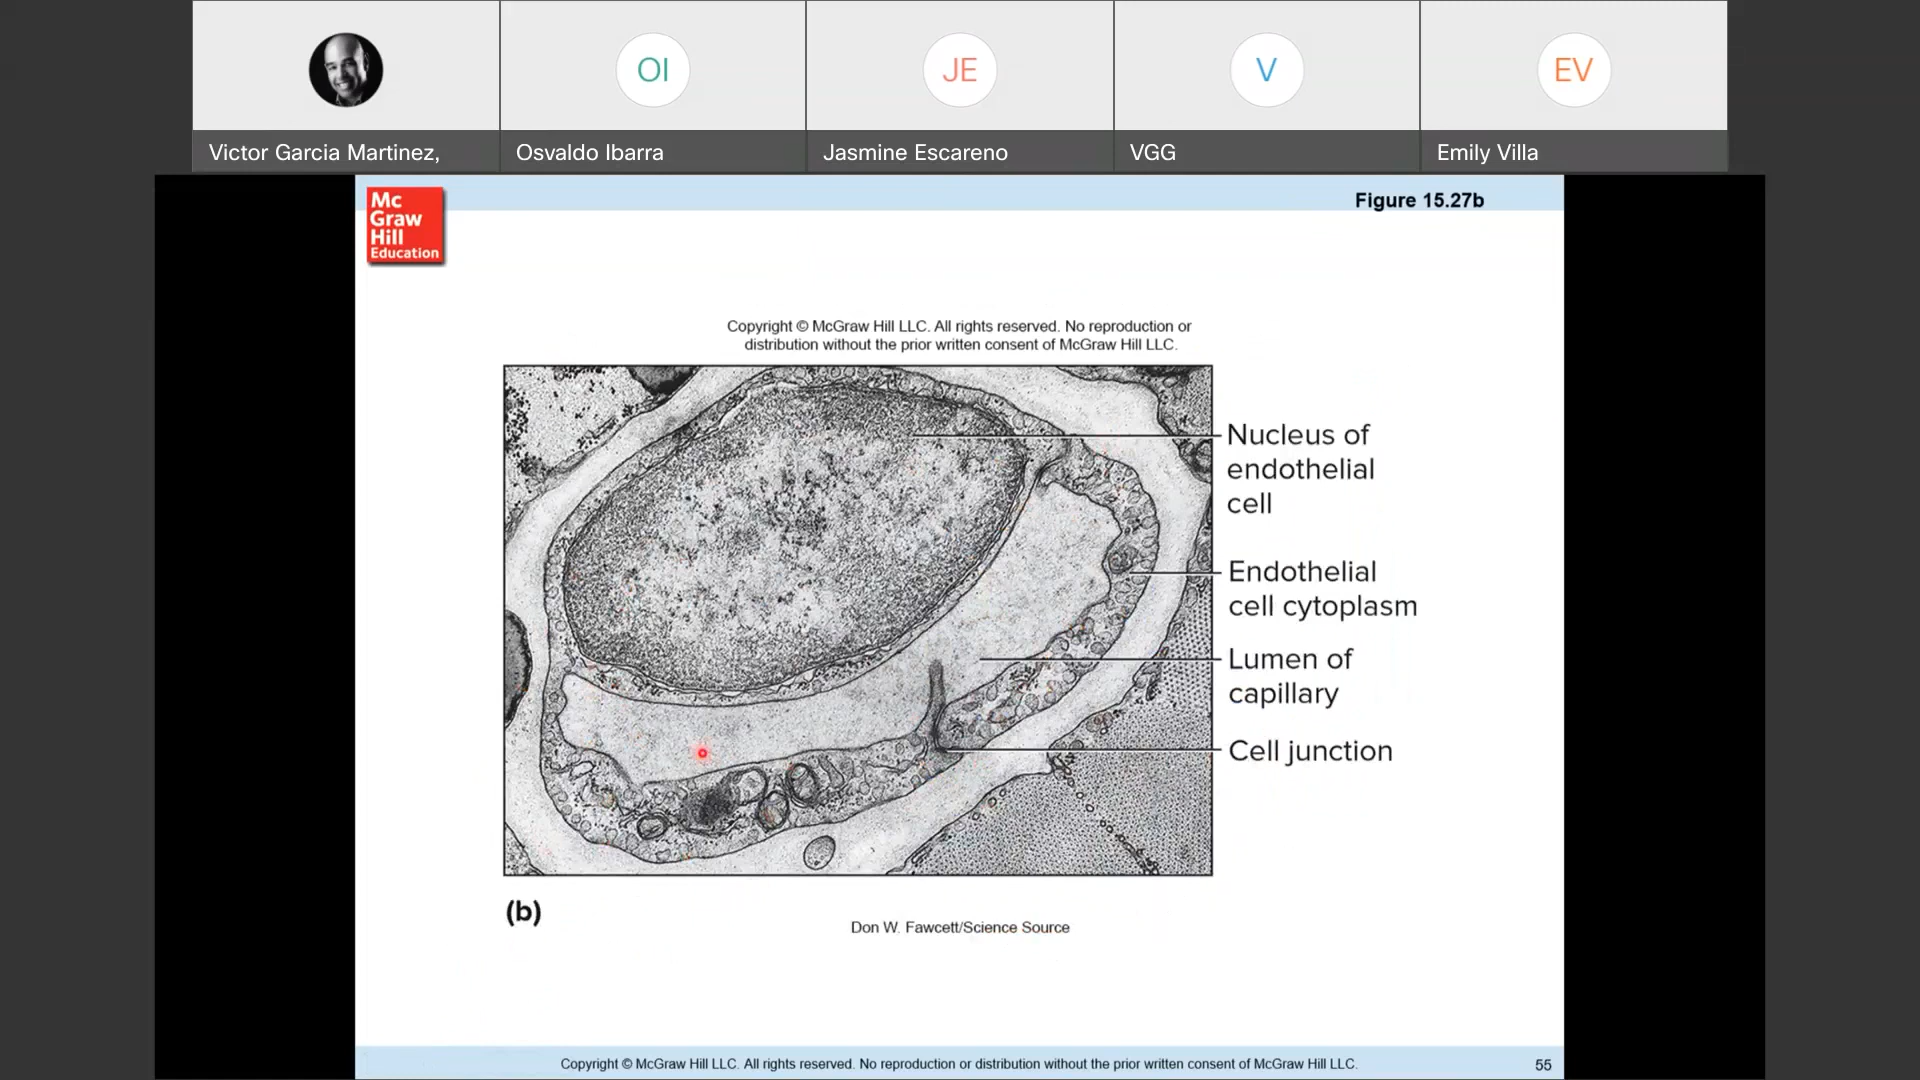 OI
JE
V
EV
Victor Garcia Martinez,
Osvaldo Ibarra
Jasmine Escareno
VGG
Emily Villa
Mc
Graw
Hill
Education
Figure 15.27b
Copyright © McGraw Hill LLC. All rights reserved. No reproduction or
distribution without the prior written consent of McGraw Hill LLC.
Nucleus of
endothelial
cell
Endothelial
cell cytoplasm
Lumen of
capillary
Cell junction
(b)
Don W. Fawcett/Science Source
Copyright © McGraw Hill LLC. All rights reserved. No reproduction or distribution without the prior written consent of McGraw Hill LLC.
55